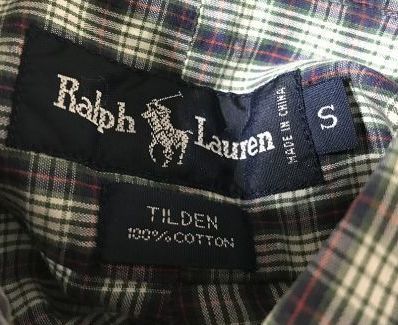 Ralph Lauren
MADE IN CHINA
S
TILDEN
100% COTTON